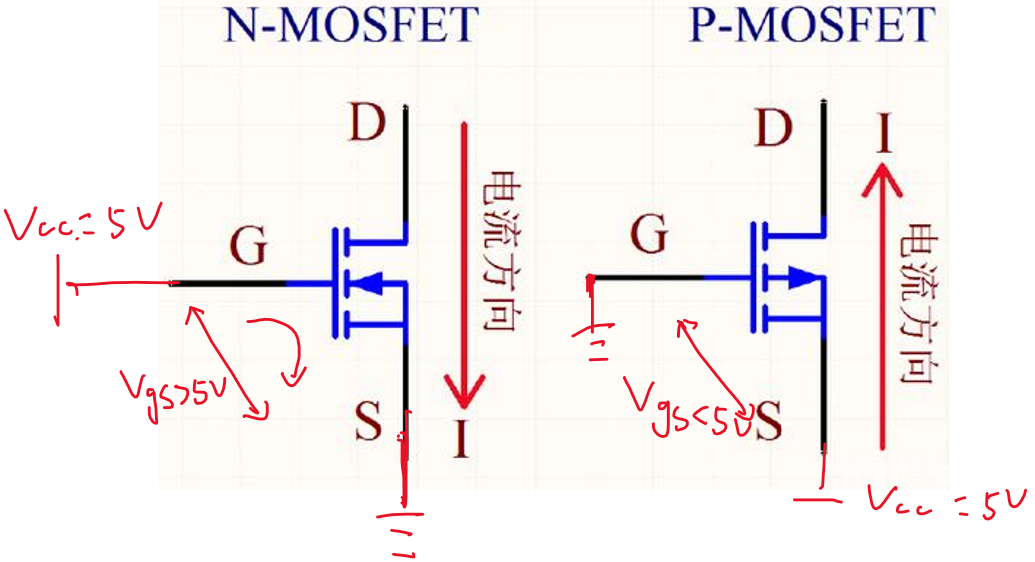 N-MOSFET
D
Vcc = 5V
G
电流方向
Vgs>5V
S
I
P-MOSFET
D
I
G
电流方向
Vgs<5V
S
Vcc = 5V